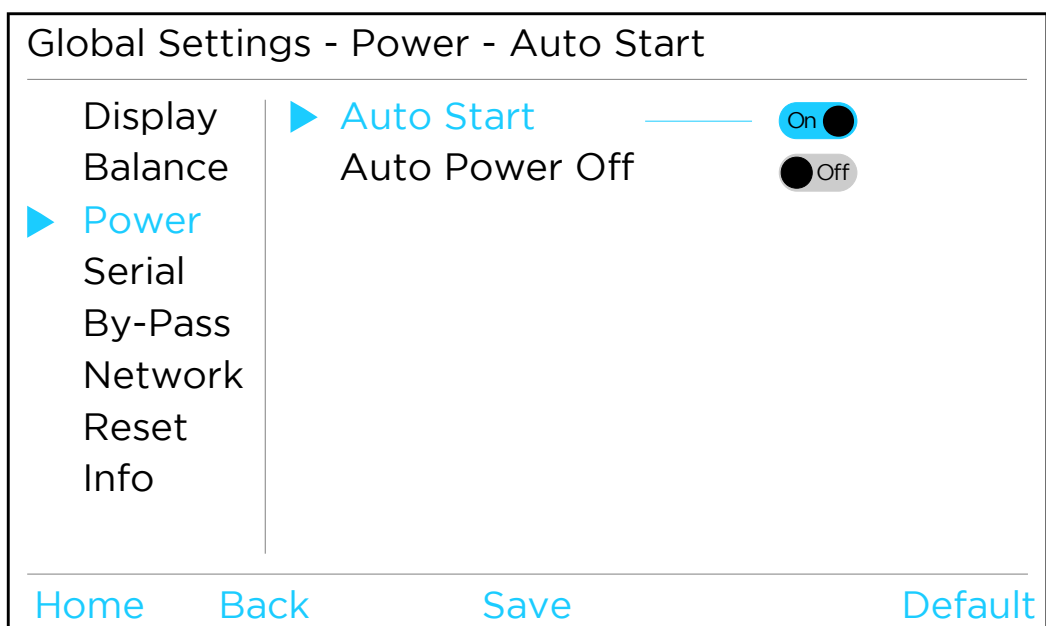 Global Settings - Power - Auto Start
Display
Balance
Power
Serial
By-Pass
Network
Reset
Info
Auto Start On
Auto Power Off Off
Home Back Save Default